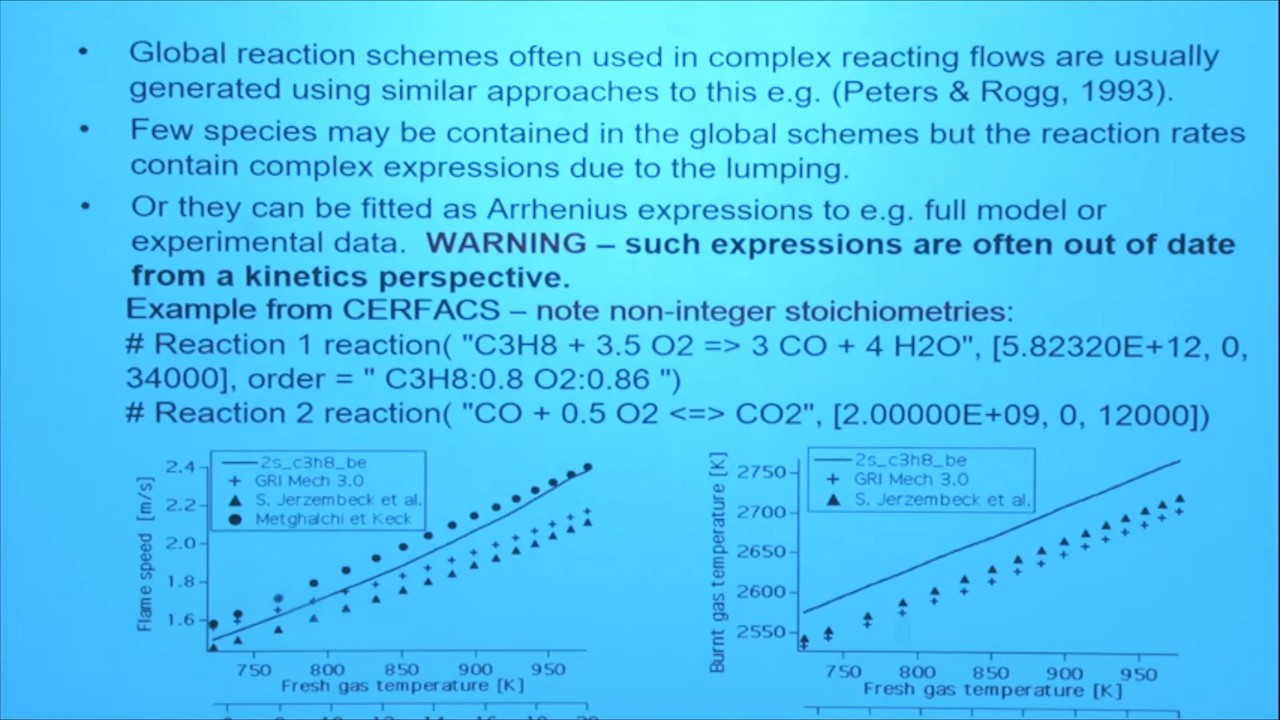 • Global reaction schemes often used in complex reacting flows are usually
generated using similar approaches to this e.g. (Peters & Rogg, 1993).
• Few species may be contained in the global schemes but the reaction rates
contain complex expressions due to the lumping.
• Or they can be fitted as Arrhenius expressions to e.g. full model or
experimental data. WARNING – such expressions are often out of date
from a kinetics perspective.
Example from CERFACS – note non-integer stoichiometries:
# Reaction 1 reaction( "C3H8 + 3.5 O2 => 3 CO + 4 H2O", [5.82320E+12, 0,
34000], order = " C3H8:0.8 O2:0.86 ")
# Reaction 2 reaction( "CO + 0.5 O2 <=> CO2", [2.00000E+09, 0, 12000])
Flame speed [m/s]
2.4
2.2
2.0
1.8
1.6
2s_c3h8_be
GRI Mech 3.0
S. Jerzembeck et al.
Metghalchi et Keck
750 800 850 900 950
Fresh gas temperature [K]
Burnt gas temperature [K]
2750
2700
2650
2600
2550
2s_c3h8_be
GRI Mech 3.0
S. Jerzembeck et al.
750 800 850 900 950
Fresh gas temperature [K]